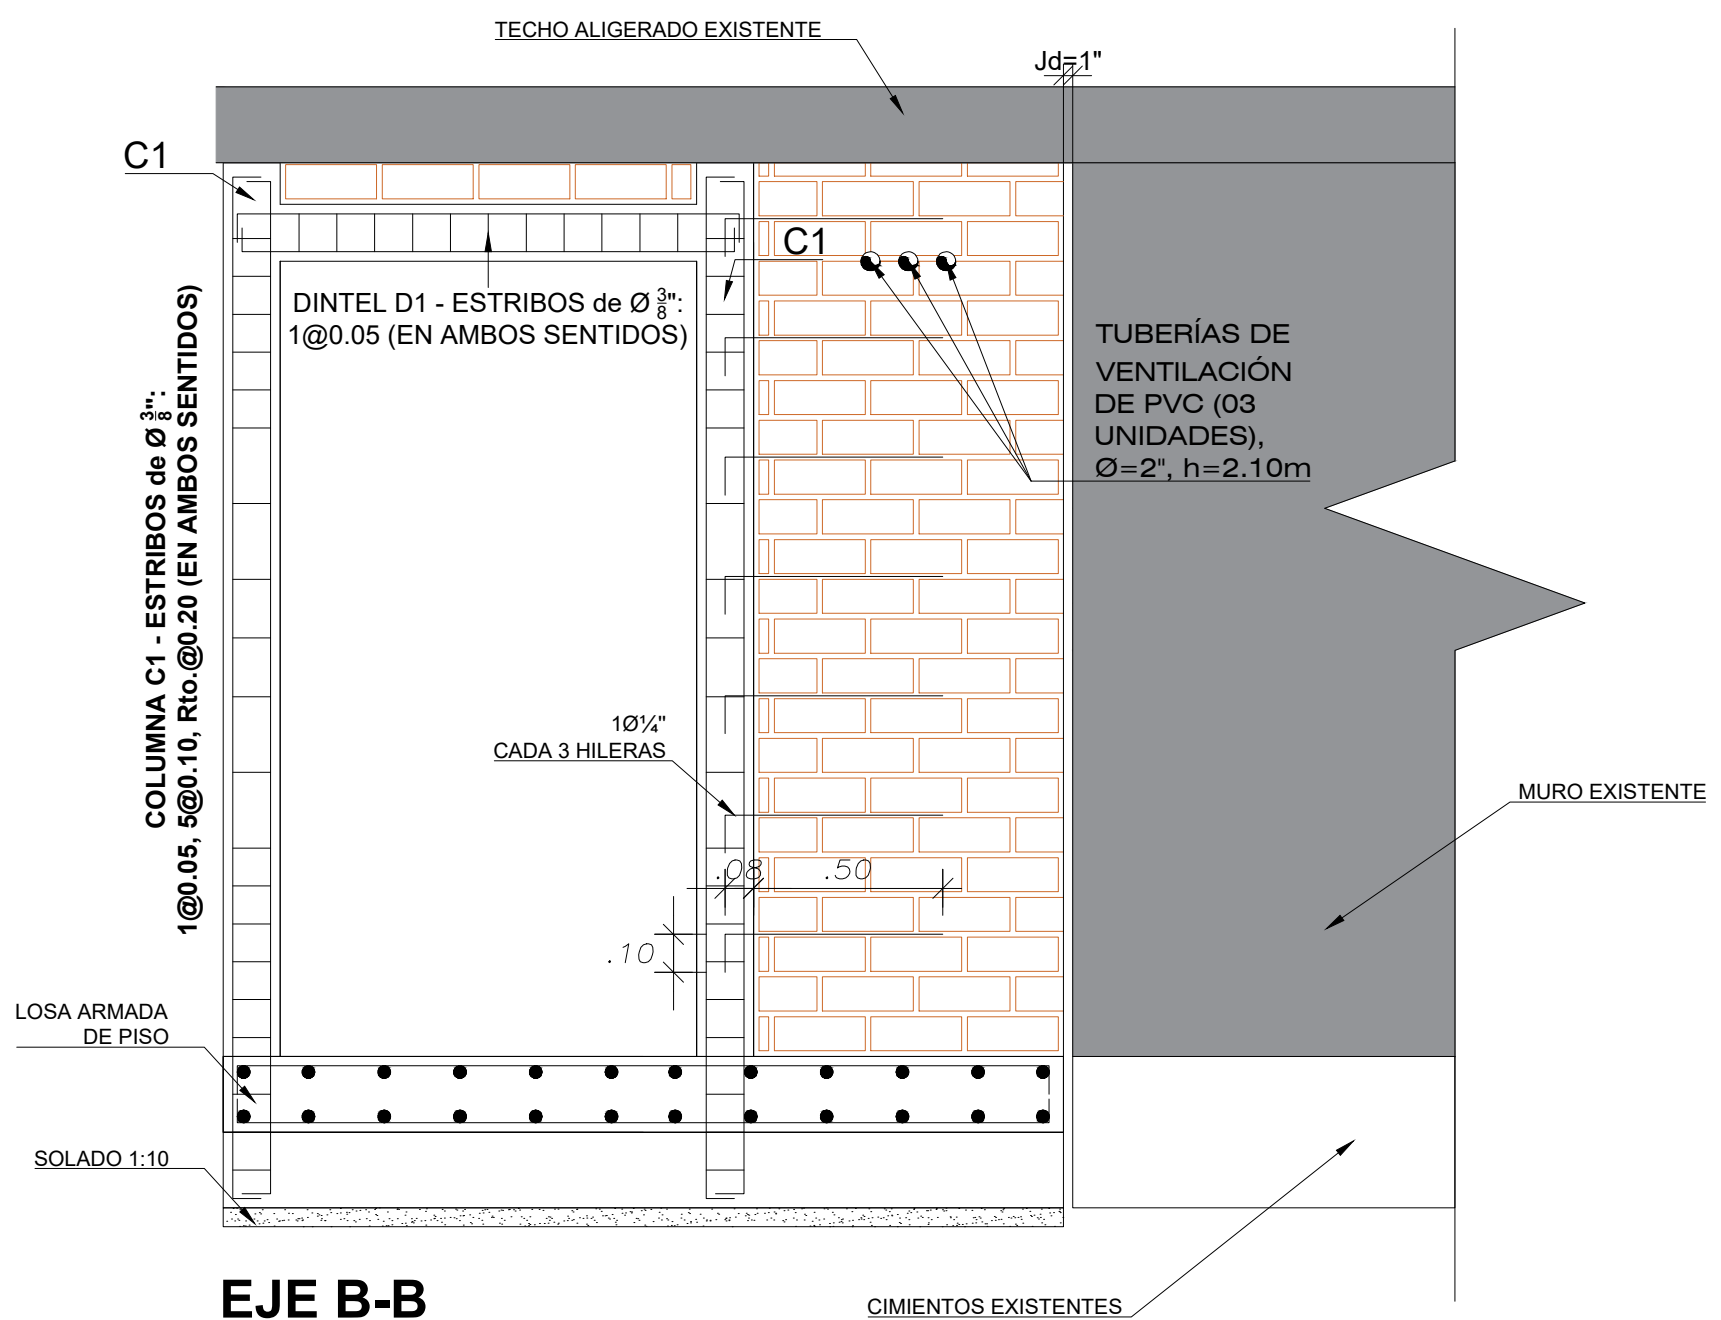 TECHO ALIGERADO EXISTENTE
Jd=1"
C1
C1
DINTEL D1 - ESTRIBOS de Ø 3/8":
1@0.05 (EN AMBOS SENTIDOS)
TUBERÍAS DE
VENTILACIÓN
DE PVC (03
UNIDADES),
Ø=2", h=2.10m
COLUMNA C1 - ESTRIBOS de Ø 3/8":
1@0.05, 5@0.10, Rto.@0.20 (EN AMBOS SENTIDOS)
1Ø¼"
CADA 3 HILERAS
MURO EXISTENTE
.08
.50
.10
LOSA ARMADA
DE PISO
SOLADO 1:10
EJE B-B
CIMIENTOS EXISTENTES